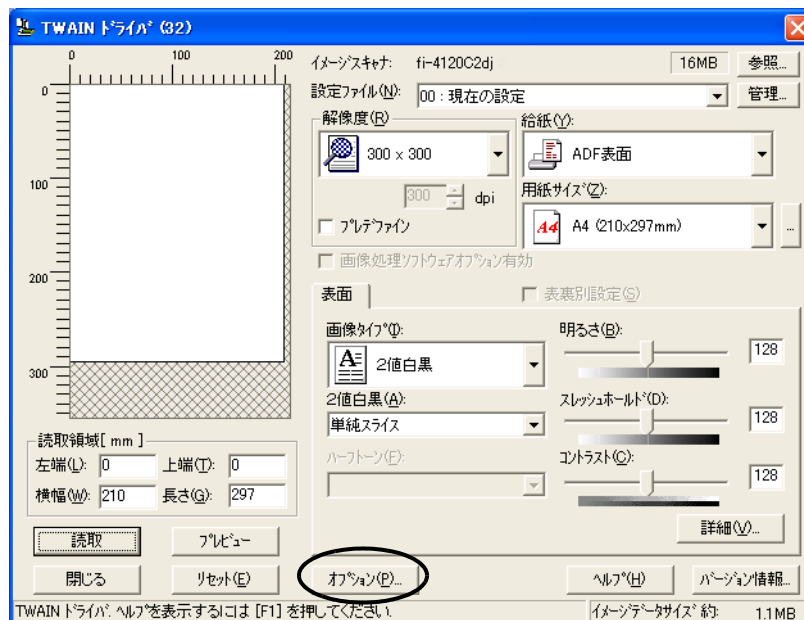 TWAIN ﾄﾞﾗｲﾊﾞ (32)
0 100 200
0
100
200
300
ｲﾒｰｼﾞｽｷｬﾅ: fi-4120C2dj 16MB 参照...
設定ﾌｧｲﾙ(N): 00 : 現在の設定 管理...
解像度(R)
300 × 300
300 dpi
ﾌﾟﾚﾃﾞﾌｧｲﾝ
給紙(Y):
ADF表面
用紙ｻｲｽﾞ(Z):
A4 A4 (210x297mm) ...
画像処理ｿﾌﾄｳｪｱｵﾌﾟｼｮﾝ有効
表面 表裏別設定(S)
画像ﾀｲﾌﾟ(I):
A 2値白黒
2値白黒(A):
単純ｽﾗｲｽ
ﾊｰﾌﾄｰﾝ(F):
明るさ(B):
128
ｽﾚｯｼｭﾎｰﾙﾄﾞ(D):
128
ｺﾝﾄﾗｽﾄ(C):
128
詳細(V)...
読取領域[ mm ]
左端(L): 0 上端(T): 0
横幅(W): 210 長さ(G): 297
読取 ﾌﾟﾚﾋﾞｭｰ
閉じる ﾘｾｯﾄ(E) ｵﾌﾟｼｮﾝ(P)... ﾍﾙﾌﾟ(H) ﾊﾞｰｼﾞｮﾝ情報...
TWAIN ﾄﾞﾗｲﾊﾞ. ﾍﾙﾌﾟを表示するには [F1] を押してください. ｲﾒｰｼﾞﾃﾞｰﾀｻｲｽﾞ約: 1.1MB